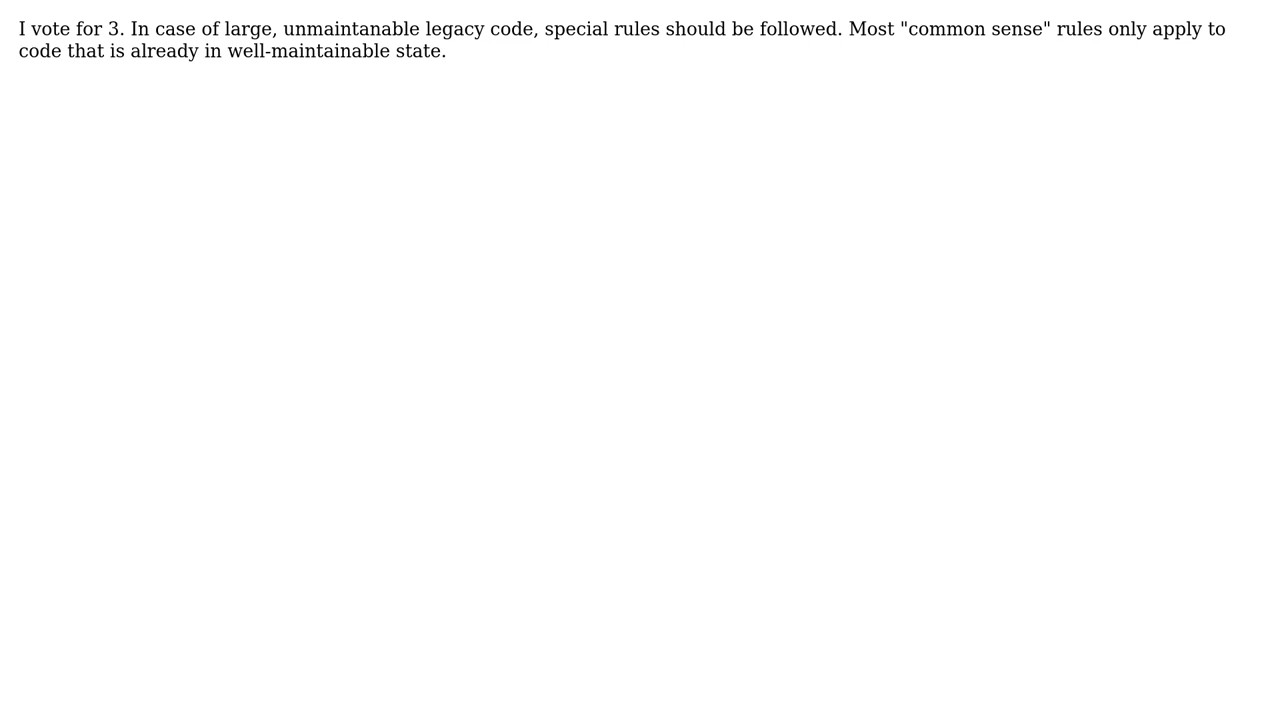 I vote for 3. In case of large, unmaintanable legacy code, special rules should be followed. Most "common sense" rules only apply to
code that is already in well-maintainable state.